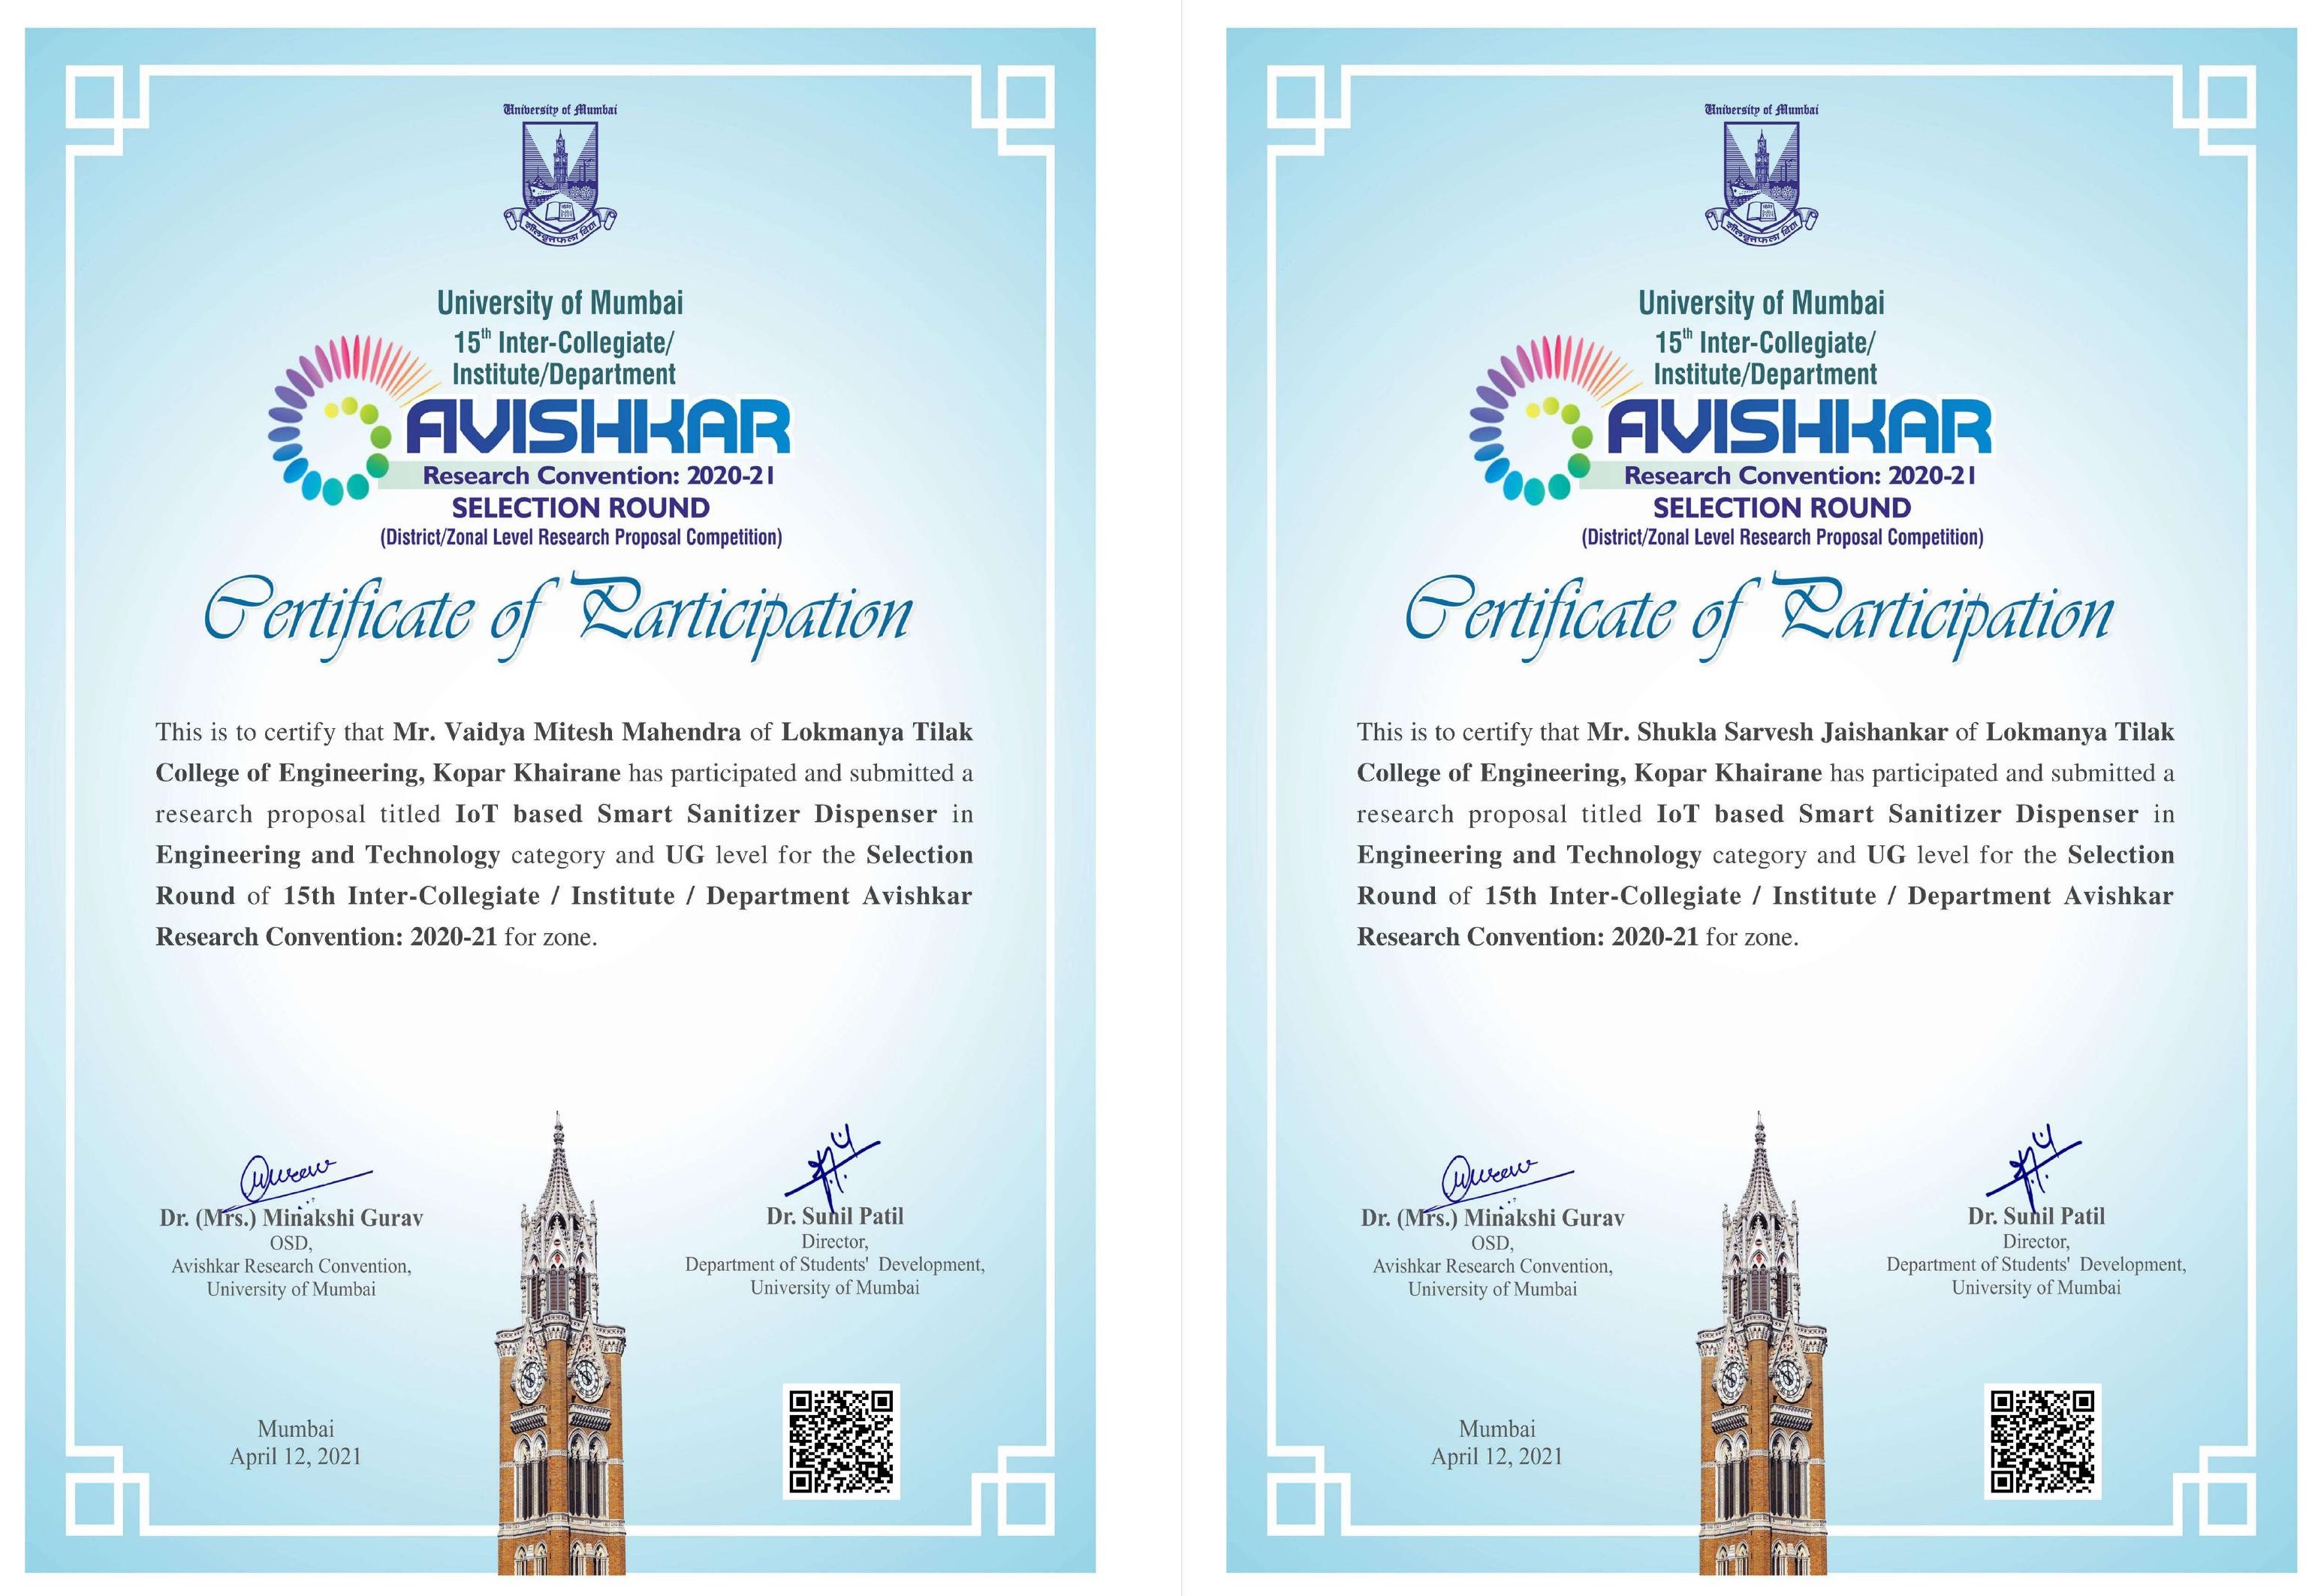 University of Mumbai
शीलवृत्तफला विद्या
University of Mumbai
15th Inter-Collegiate/
Institute/Department
AVISHKAR
Research Convention: 2020-21
SELECTION ROUND
(District/Zonal Level Research Proposal Competition)
Certificate of Participation
This is to certify that Mr. Vaidya Mitesh Mahendra of Lokmanya Tilak
College of Engineering, Kopar Khairane has participated and submitted a
research proposal titled IoT based Smart Sanitizer Dispenser in
Engineering and Technology category and UG level for the Selection
Round of 15th Inter-Collegiate / Institute / Department Avishkar
Research Convention: 2020-21 for zone.
Dr. (Mrs.) Minakshi Gurav
OSD,
Avishkar Research Convention,
University of Mumbai
Dr. Sunil Patil
Director,
Department of Students' Development,
University of Mumbai
Mumbai
April 12, 2021
University of Mumbai
शीलवृत्तफला विद्या
University of Mumbai
15th Inter-Collegiate/
Institute/Department
AVISHKAR
Research Convention: 2020-21
SELECTION ROUND
(District/Zonal Level Research Proposal Competition)
Certificate of Participation
This is to certify that Mr. Shukla Sarvesh Jaishankar of Lokmanya Tilak
College of Engineering, Kopar Khairane has participated and submitted a
research proposal titled IoT based Smart Sanitizer Dispenser in
Engineering and Technology category and UG level for the Selection
Round of 15th Inter-Collegiate / Institute / Department Avishkar
Research Convention: 2020-21 for zone.
Dr. (Mrs.) Minakshi Gurav
OSD,
Avishkar Research Convention,
University of Mumbai
Dr. Sunil Patil
Director,
Department of Students' Development,
University of Mumbai
Mumbai
April 12, 2021